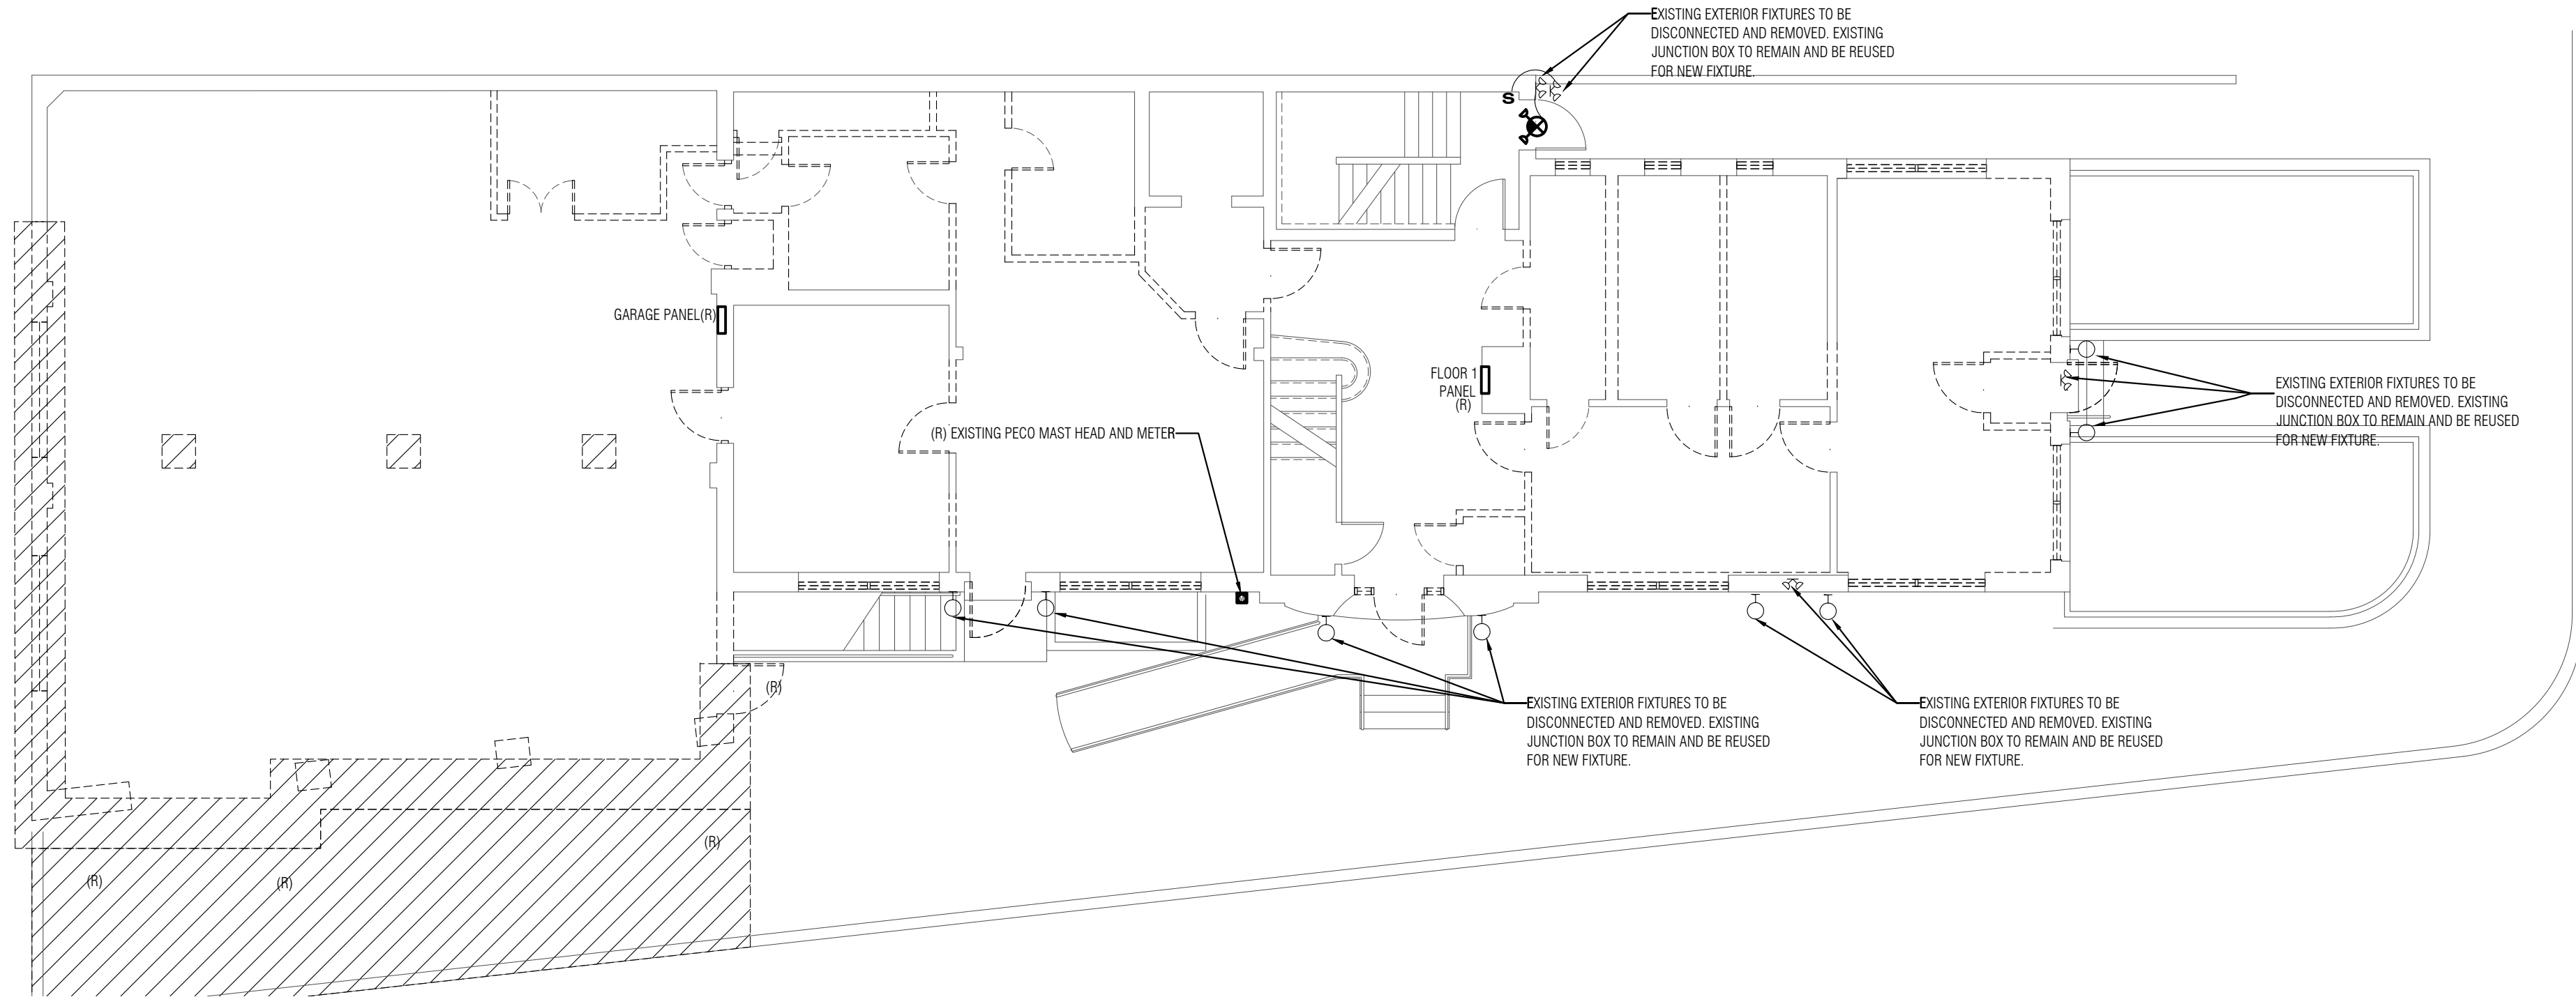 EXISTING EXTERIOR FIXTURES TO BE
DISCONNECTED AND REMOVED. EXISTING
JUNCTION BOX TO REMAIN AND BE REUSED
FOR NEW FIXTURE.
S
GARAGE PANEL(R)
FLOOR 1
PANEL
(R)
(R) EXISTING PECO MAST HEAD AND METER
EXISTING EXTERIOR FIXTURES TO BE
DISCONNECTED AND REMOVED. EXISTING
JUNCTION BOX TO REMAIN AND BE REUSED
FOR NEW FIXTURE.
(R)
EXISTING EXTERIOR FIXTURES TO BE
DISCONNECTED AND REMOVED. EXISTING
JUNCTION BOX TO REMAIN AND BE REUSED
FOR NEW FIXTURE.
EXISTING EXTERIOR FIXTURES TO BE
DISCONNECTED AND REMOVED. EXISTING
JUNCTION BOX TO REMAIN AND BE REUSED
FOR NEW FIXTURE.
(R)
(R)
(R)